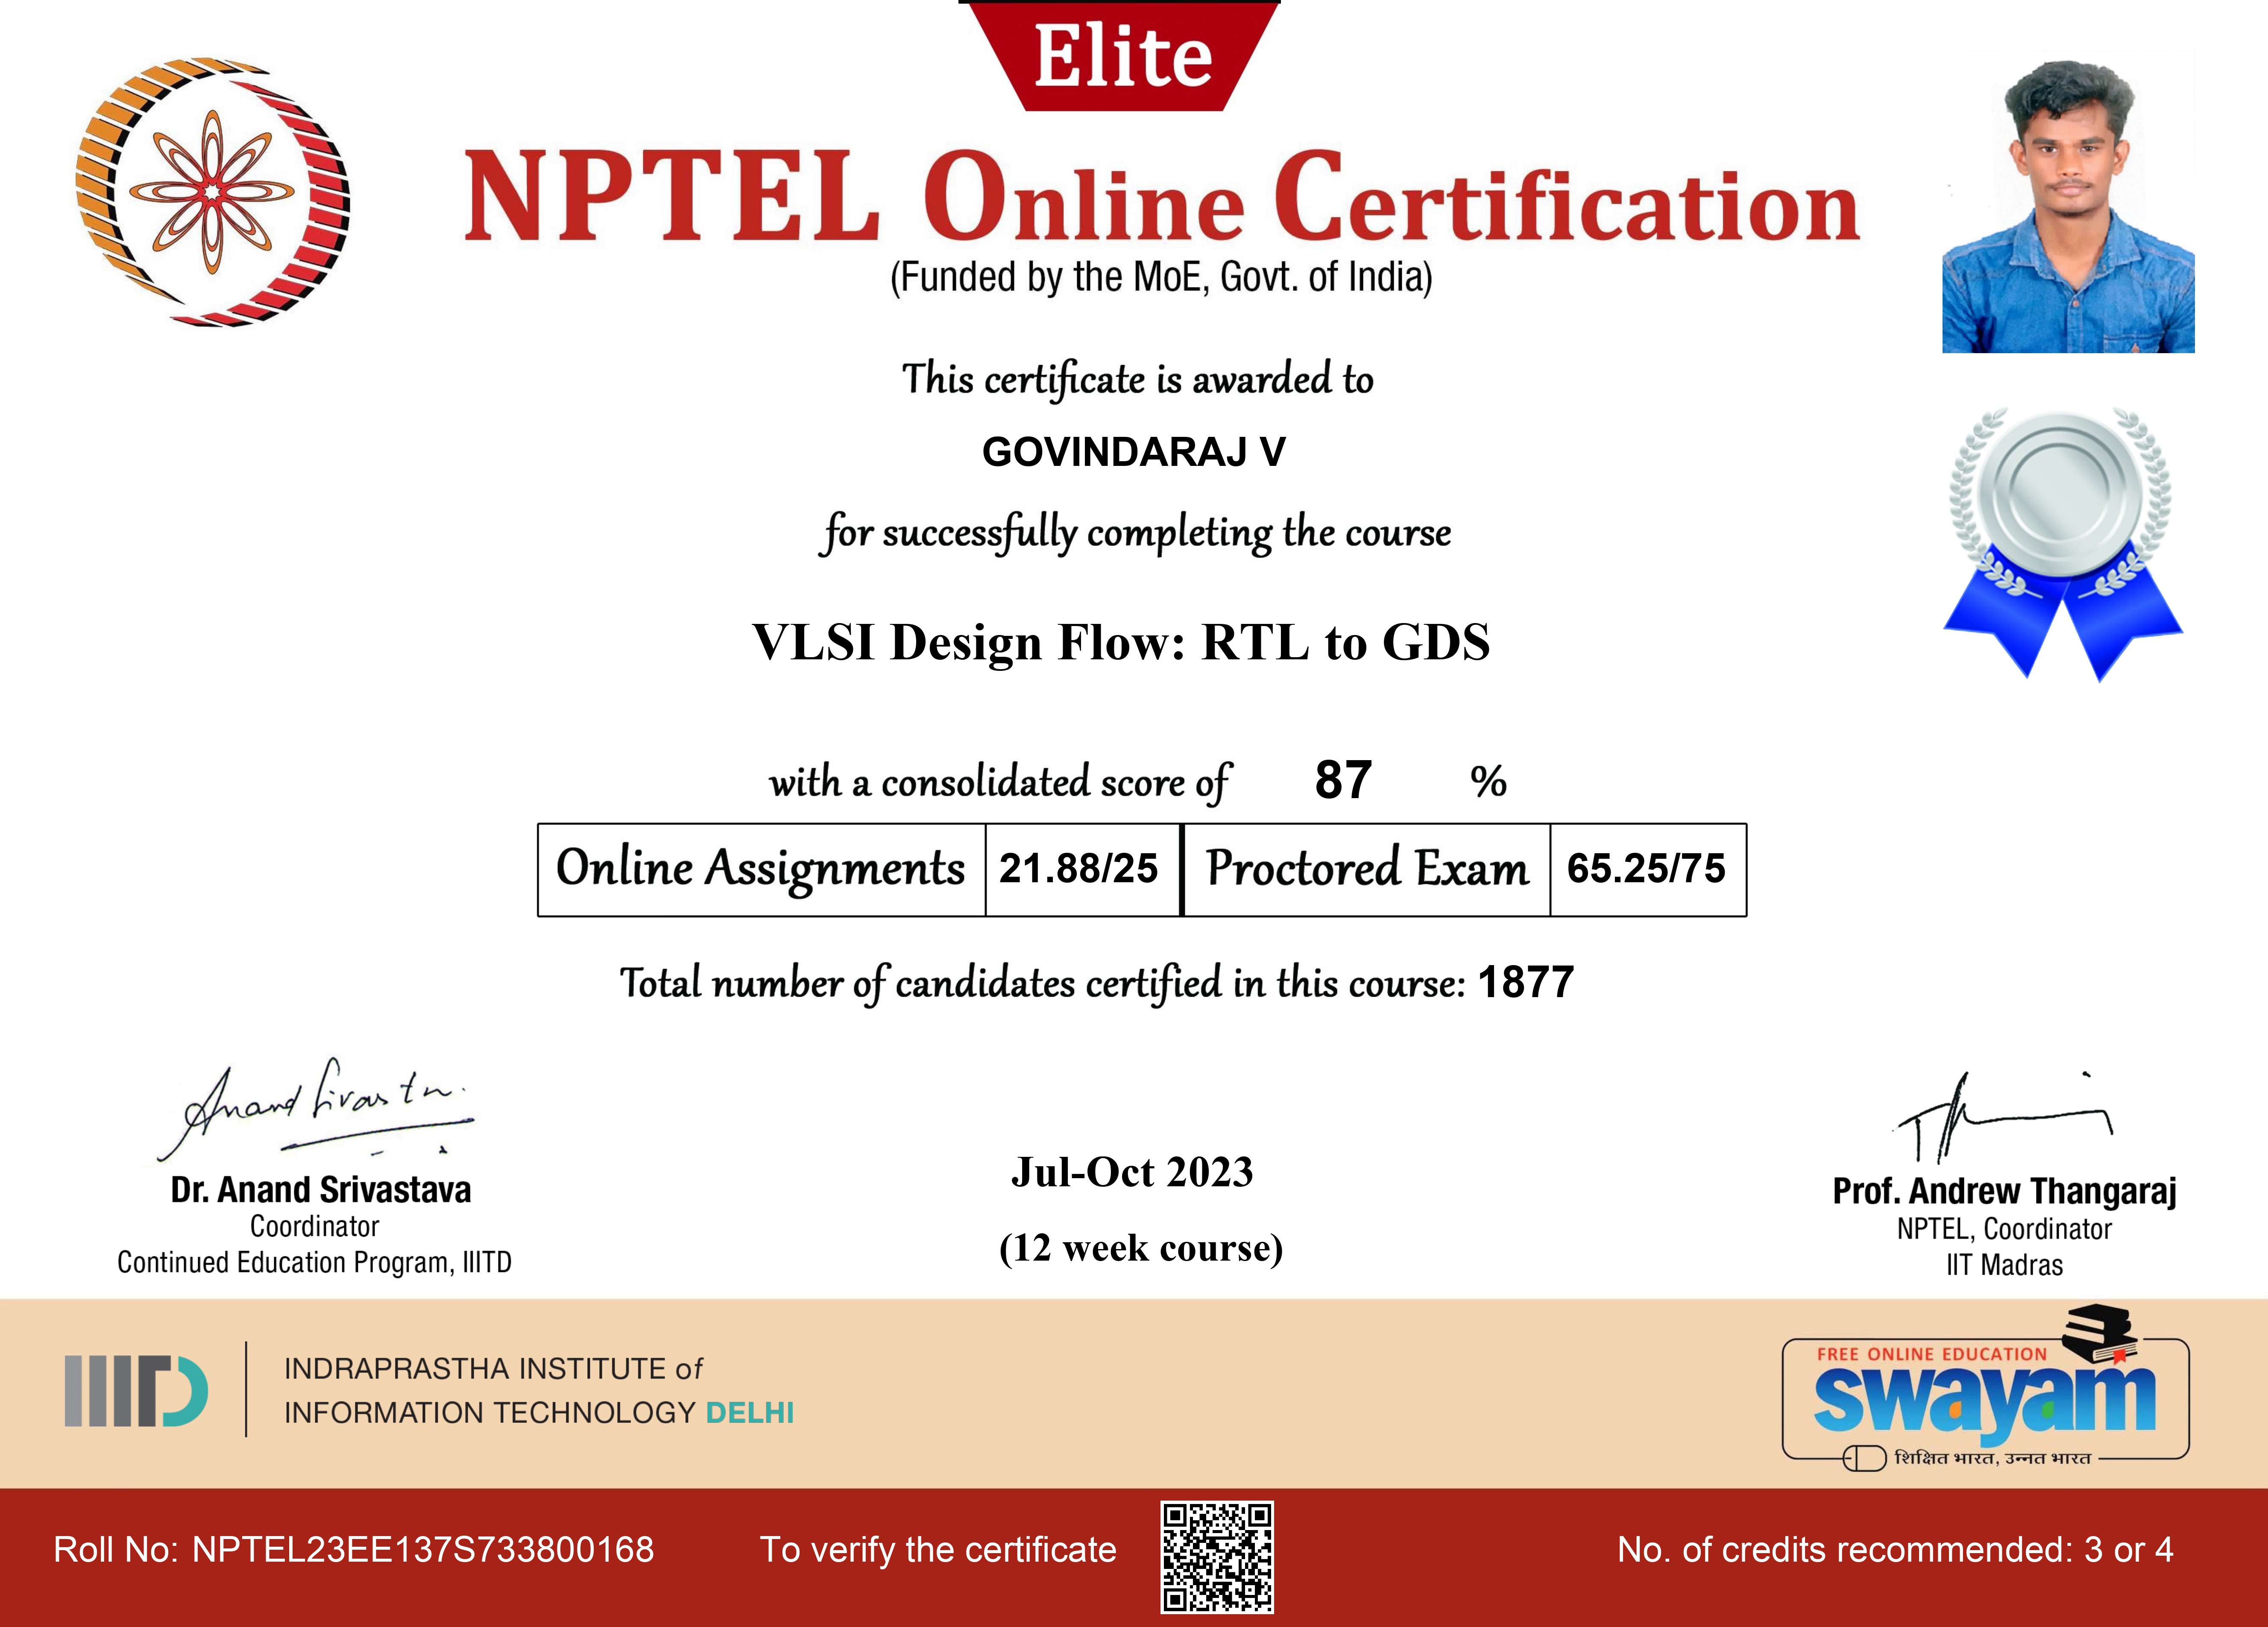 Elite
NPTEL Online Certification
(Funded by the MoE, Govt. of India)
This certificate is awarded to
GOVINDARAJ V
for successfully completing the course
VLSI Design Flow: RTL to GDS
with a consolidated score of 87 %
Online Assignments 21.88/25 Proctored Exam 65.25/75
Total number of candidates certified in this course: 1877
Dr. Anand Srivastava
Coordinator
Continued Education Program, IIITD
Jul-Oct 2023
(12 week course)
Prof. Andrew Thangaraj
NPTEL, Coordinator
IIT Madras
IIITD
INDRAPRASTHA INSTITUTE of
INFORMATION TECHNOLOGY DELHI
FREE ONLINE EDUCATION
swayam
शिक्षित भारत, उन्नत भारत
Roll No: NPTEL23EE137S733800168 To verify the certificate No. of credits recommended: 3 or 4